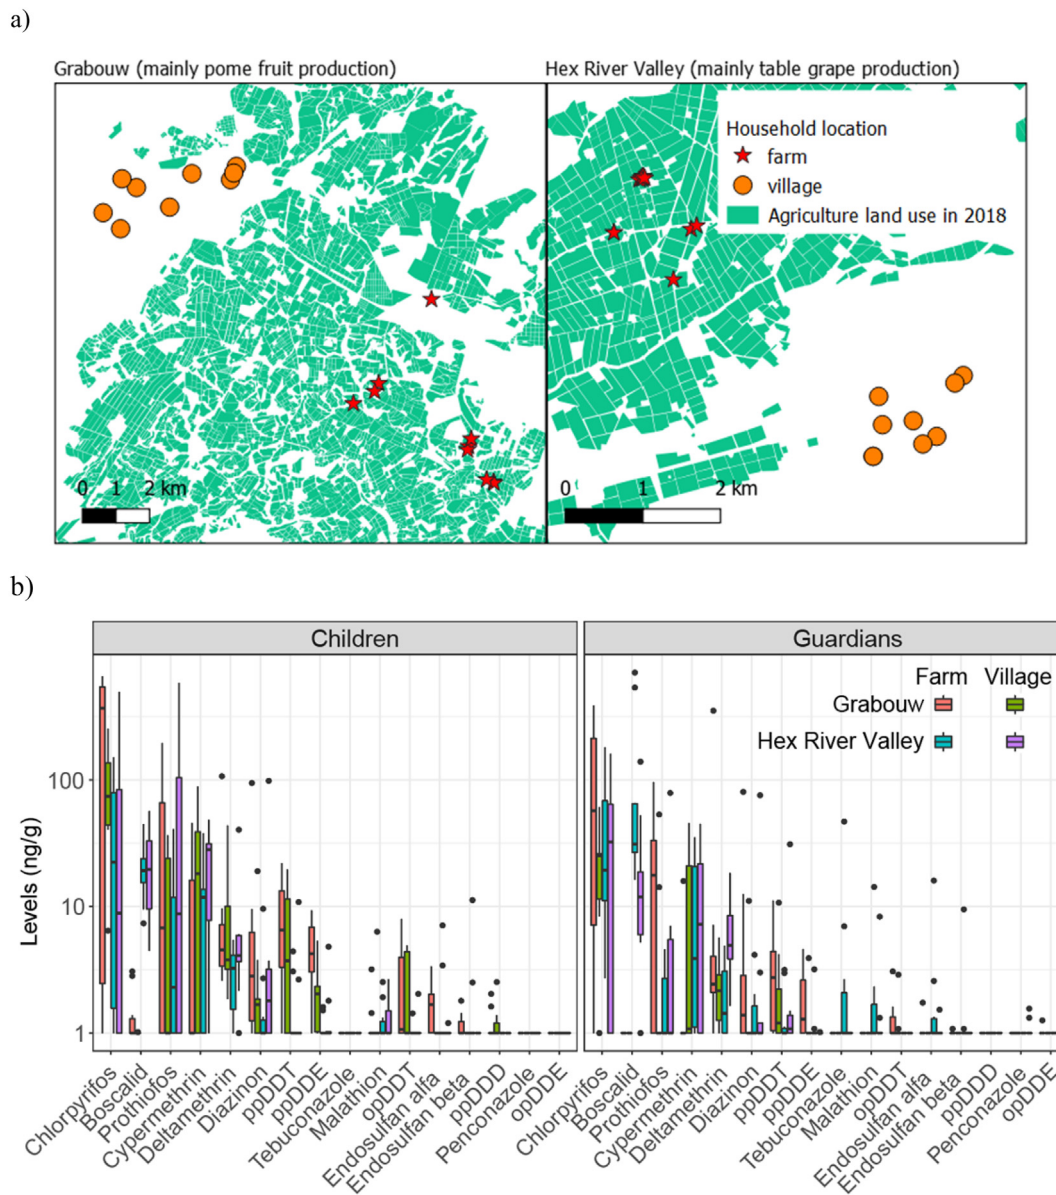 a)
Grabouw (mainly pome fruit production)
Hex River Valley (mainly table grape production)
Household location
farm
village
Agriculture land use in 2018
0 1 2 km
0 1 2 km
b)
Children
Guardians
Farm Village
Grabouw
Hex River Valley
Levels (ng/g)
100
10
1
Chlorpyrifos
Boscalid
Prothiofos
Cypermethrin
Deltamethrin
Diazinon
ppDDT
ppDDE
Tebuconazole
Malathion
opDDT
Endosulfan alfa
Endosulfan beta
ppDDD
Penconazole
opDDE
Chlorpyrifos
Boscalid
Prothiofos
Cypermethrin
Deltamethrin
Diazinon
ppDDT
ppDDE
Tebuconazole
Malathion
opDDT
Endosulfan alfa
Endosulfan beta
ppDDD
Penconazole
opDDE